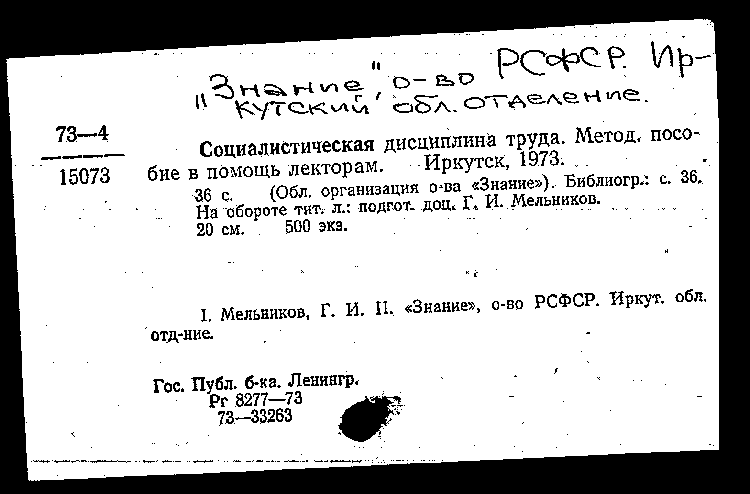 "Знание", о-во РСФСР. Ир-
кутский обл. отделение.
73—4
15073
Социалистическая дисциплина труда. Метод. посо-
бие в помощь лекторам. Иркутск, 1973.
36 с. (Обл. организация о-ва «Знание»). Библиогр.: с. 36.
На обороте тит. л.: подгот. доц. Г. И. Мельников.
20 см. 500 экз.
I. Мельников, Г. И. II. «Знание», о-во РСФСР. Иркут. обл.
отд-ние.
Гос. Публ. б-ка. Ленингр.
Рг 8277—73
73—33263